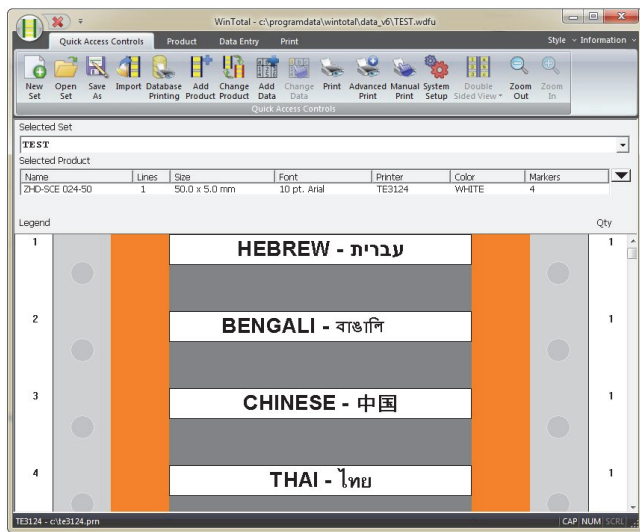 WinTotal - c:\programdata\wintotal\data_v6\TEST.wdfu
Quick Access Controls Product Data Entry Print Style Information
New Set Open Set Save As Import Database Printing Add Product Change Product Add Data Change Data Print Advanced Print Manual Print System Setup Double Sided View Zoom Out Zoom In
Quick Access Controls
Selected Set
TEST
Selected Product
Name Lines Size Font Printer Color Markers
ZHD-SCE 024-50 1 50.0 x 5.0 mm 10 pt. Arial TE3124 WHITE 4
Legend Qty
1 HEBREW - עברית 1
2 BENGALI - বাঙালি 1
3 CHINESE - 中国 1
4 THAI - ไทย 1
TE3124 - c:\te3124.prn CAP NUM SCRL